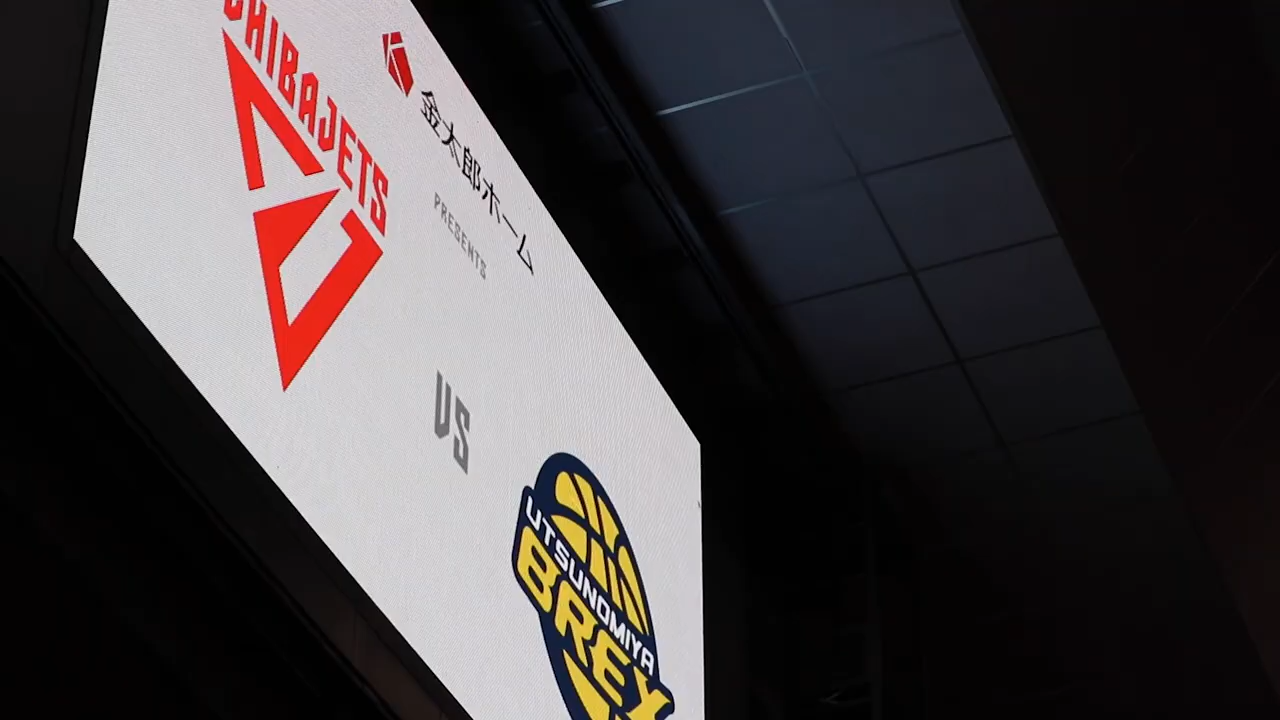 金太郎ホーム
PRESENTS
CHIBAJETS
VS
UTSUNOMIYA
BREX